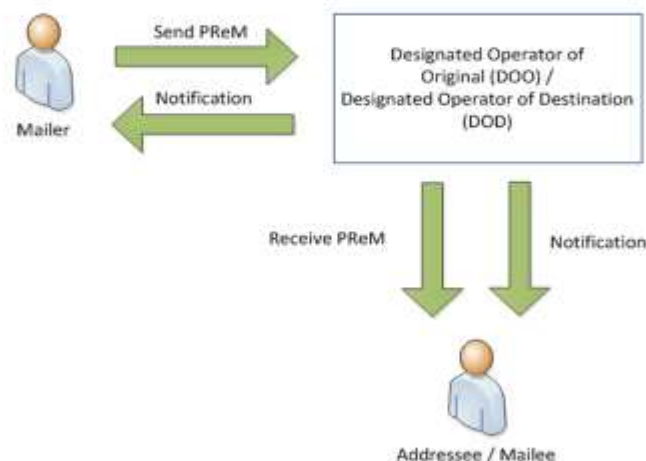 Send PReM
Notification
Mailer
Designated Operator of
Original (DOO) /
Designated Operator of Destination
(DOD)
Receive PReM
Notification
Addressee / Mailee